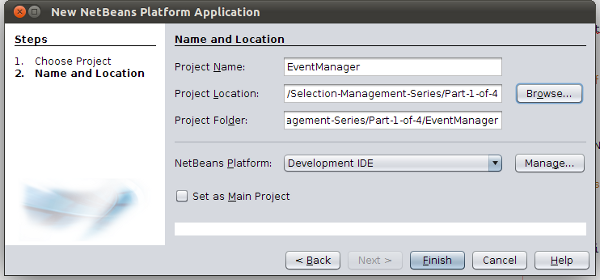 New NetBeans Platform Application
Steps
1. Choose Project
2. Name and Location
Name and Location
Project Name: EventManager
Project Location: /Selection-Management-Series/Part-1-of-4 Browse...
Project Folder: agement-Series/Part-1-of-4/EventManager
NetBeans Platform: Development IDE Manage...
Set as Main Project
< Back Next > Finish Cancel Help